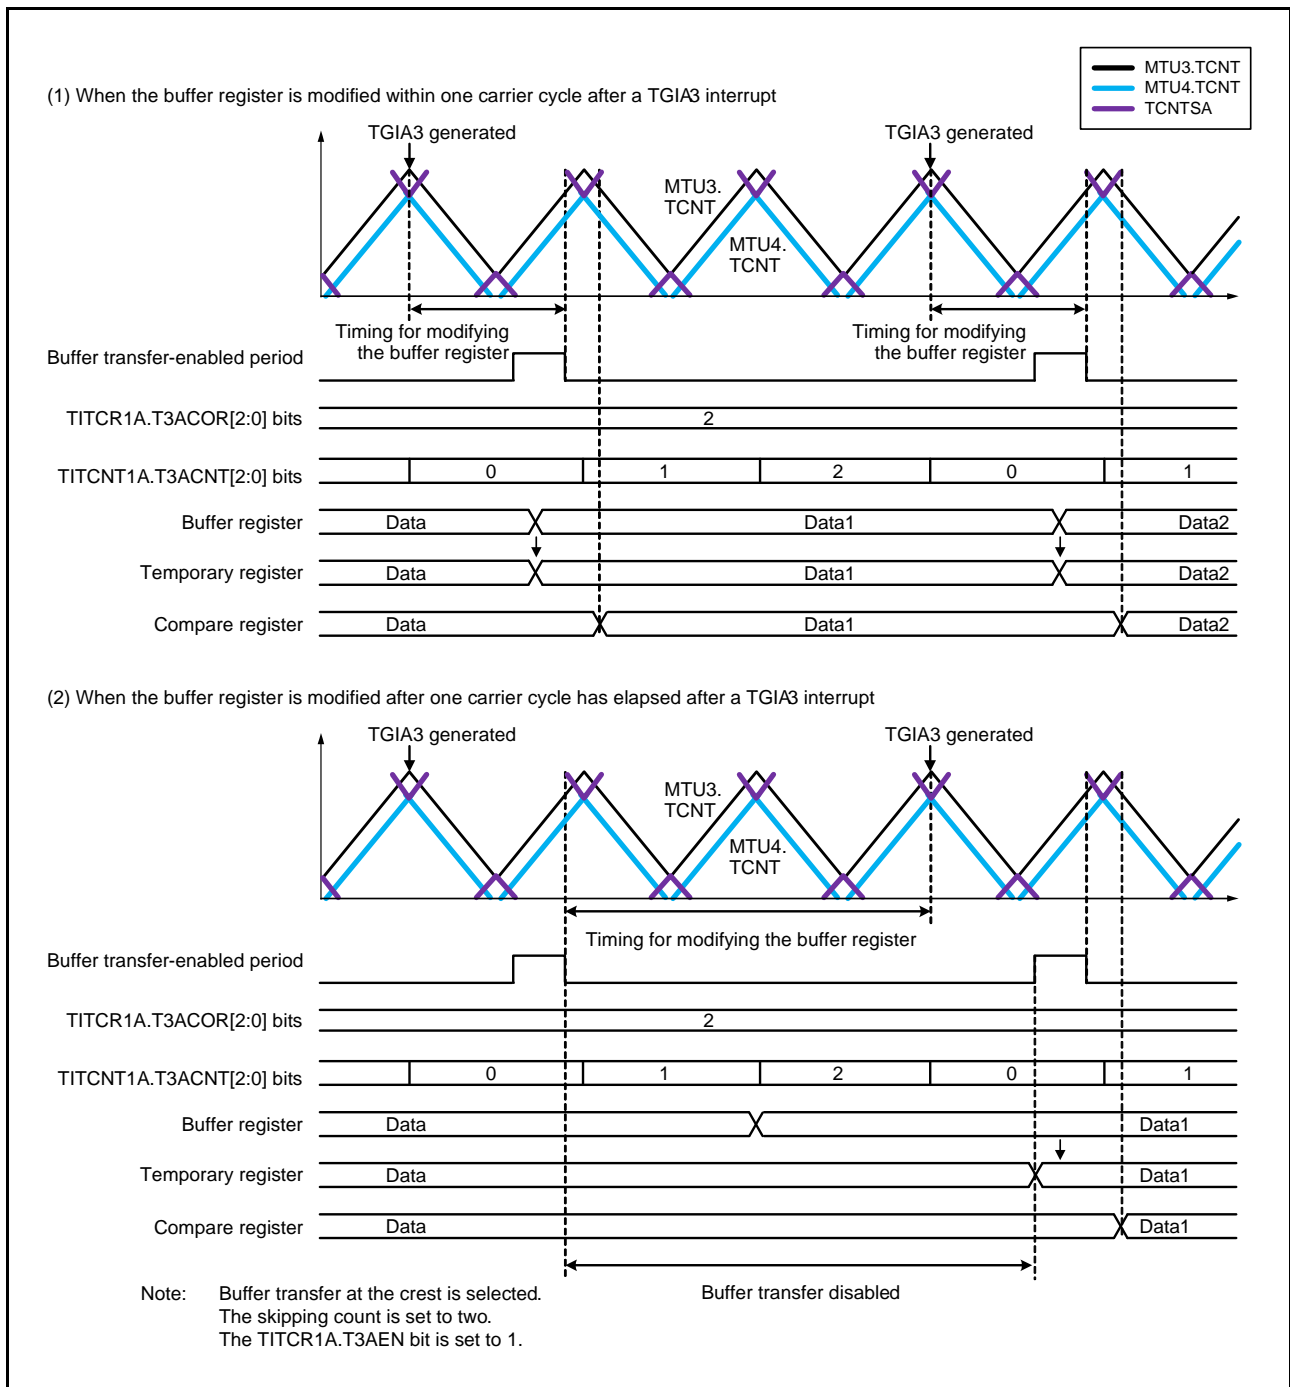 MTU3.TCNT
MTU4.TCNT
TCNTSA
(1) When the buffer register is modified within one carrier cycle after a TGIA3 interrupt
TGIA3 generated
TGIA3 generated
MTU3.
TCNT
MTU4.
TCNT
Timing for modifying
the buffer register
Timing for modifying
the buffer register
Buffer transfer-enabled period
TITCR1A.T3ACOR[2:0] bits
2
TITCNT1A.T3ACNT[2:0] bits
0 1 2 0 1
Buffer register
Data Data1 Data2
Temporary register
Data Data1 Data2
Compare register
Data Data1 Data2
(2) When the buffer register is modified after one carrier cycle has elapsed after a TGIA3 interrupt
TGIA3 generated
TGIA3 generated
MTU3.
TCNT
MTU4.
TCNT
Timing for modifying the buffer register
Buffer transfer-enabled period
TITCR1A.T3ACOR[2:0] bits
2
TITCNT1A.T3ACNT[2:0] bits
0 1 2 0 1
Buffer register
Data Data1
Temporary register
Data Data1
Compare register
Data Data1
Buffer transfer disabled
Note: Buffer transfer at the crest is selected.
The skipping count is set to two.
The TITCR1A.T3AEN bit is set to 1.